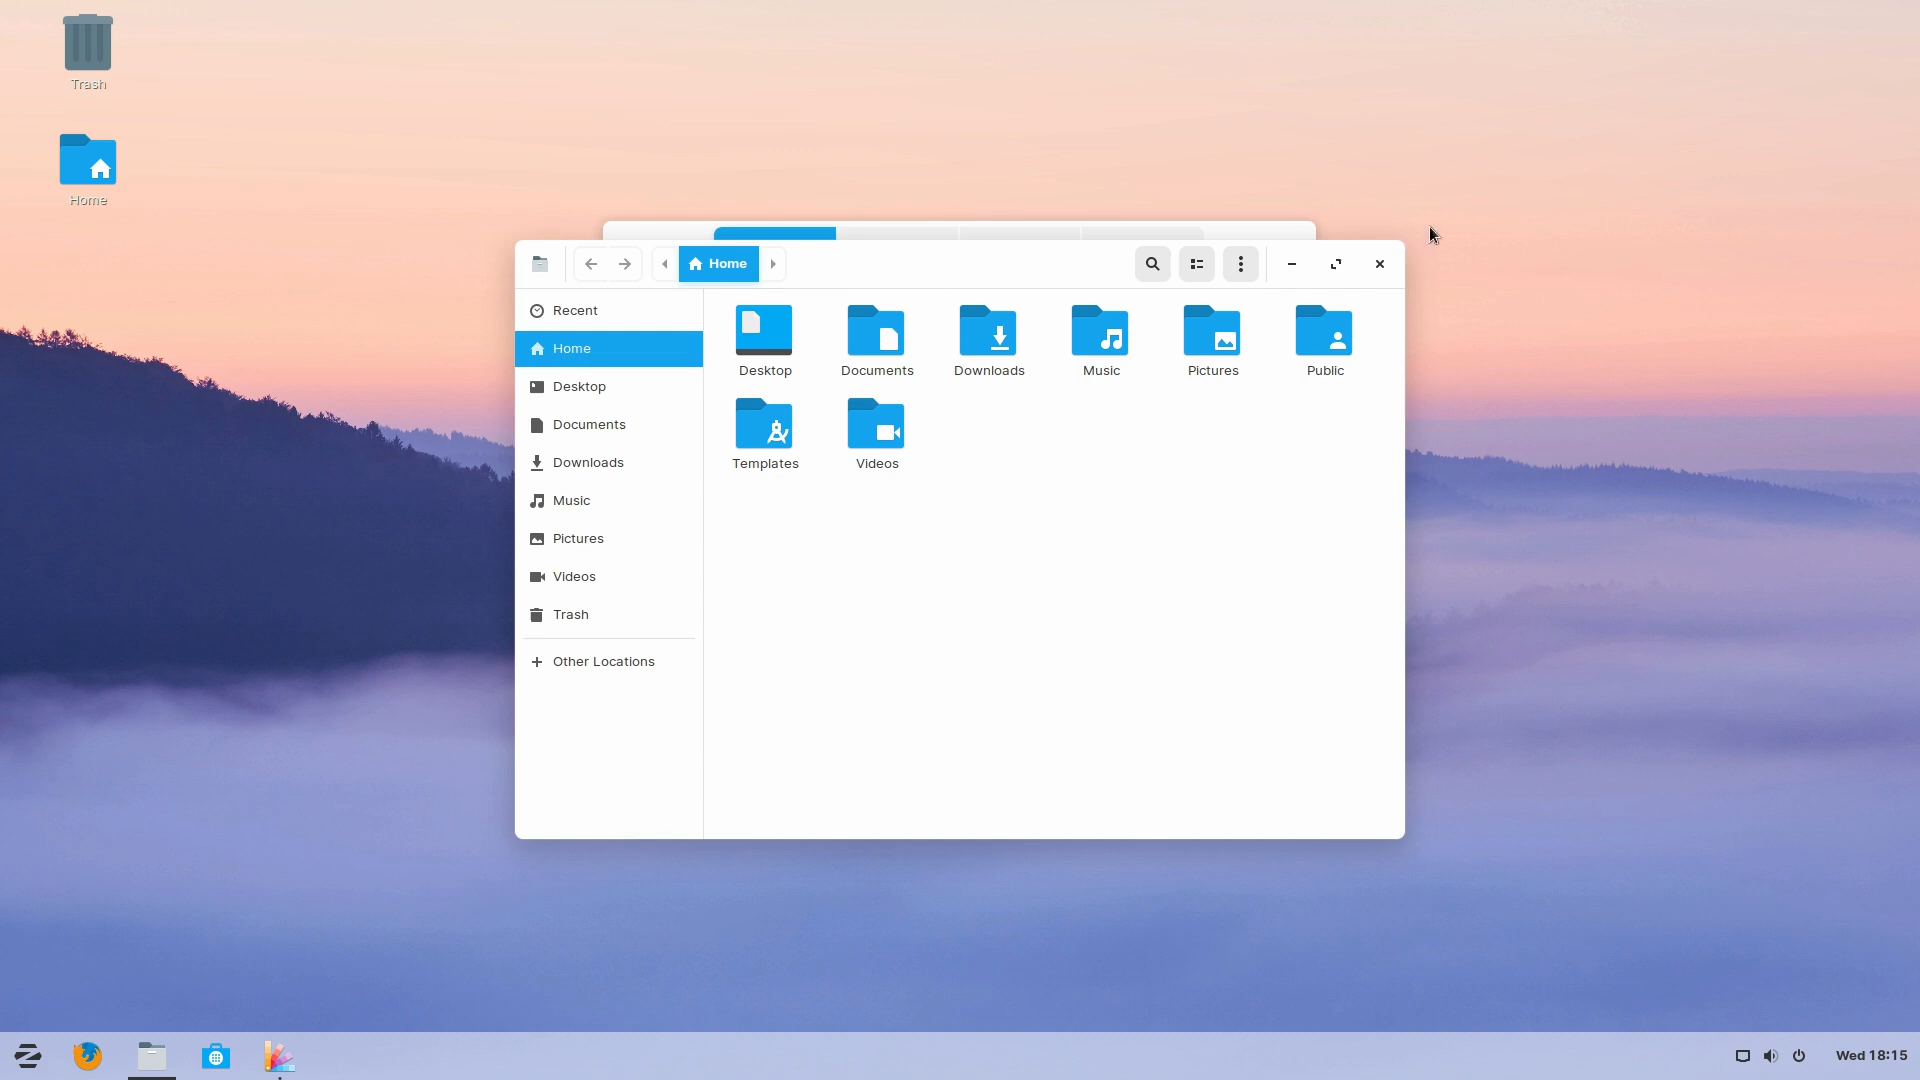 Trash
Home
Home
Recent
Home
Desktop
Documents
Downloads
Music
Pictures
Videos
Trash
Other Locations
Desktop Documents Downloads Music Pictures Public
Templates Videos
Wed 18:15